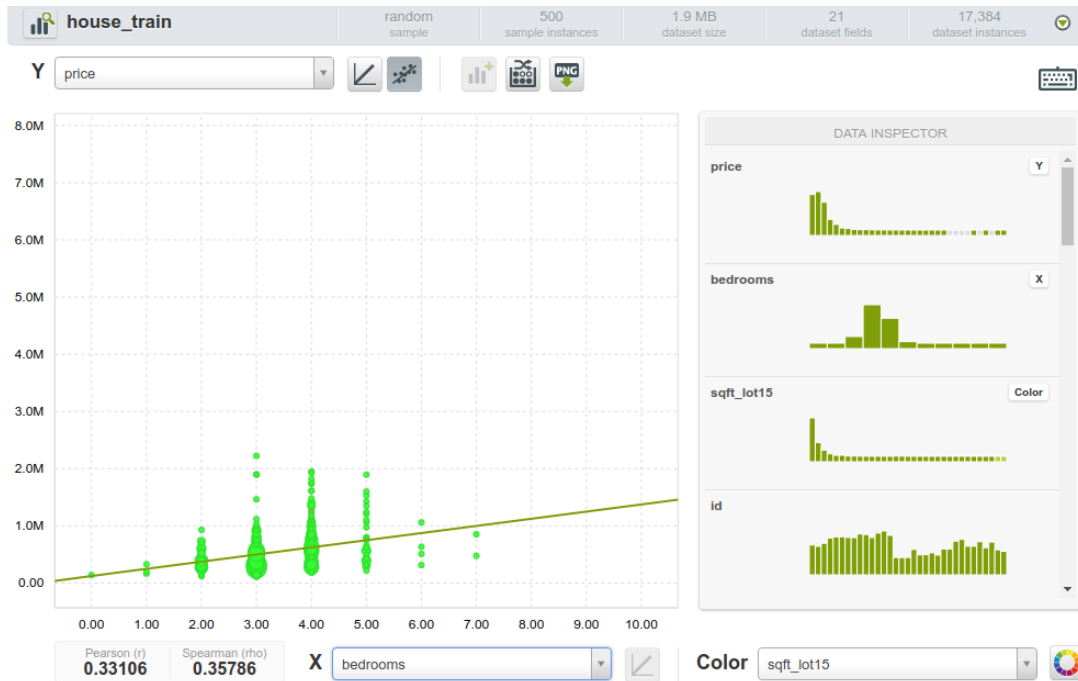 house_train
random
sample
500
sample instances
1.9 MB
dataset size
21
dataset fields
17,384
dataset instances
Y
price
PNG
8.0M
7.0M
6.0M
5.0M
4.0M
3.0M
2.0M
1.0M
0.00
0.00 1.00 2.00 3.00 4.00 5.00 6.00 7.00 8.00 9.00 10.00
DATA INSPECTOR
price
Y
bedrooms
X
sqft_lot15
Color
id
Pearson (r)
0.33106
Spearman (rho)
0.35786
X
bedrooms
Color
sqft_lot15